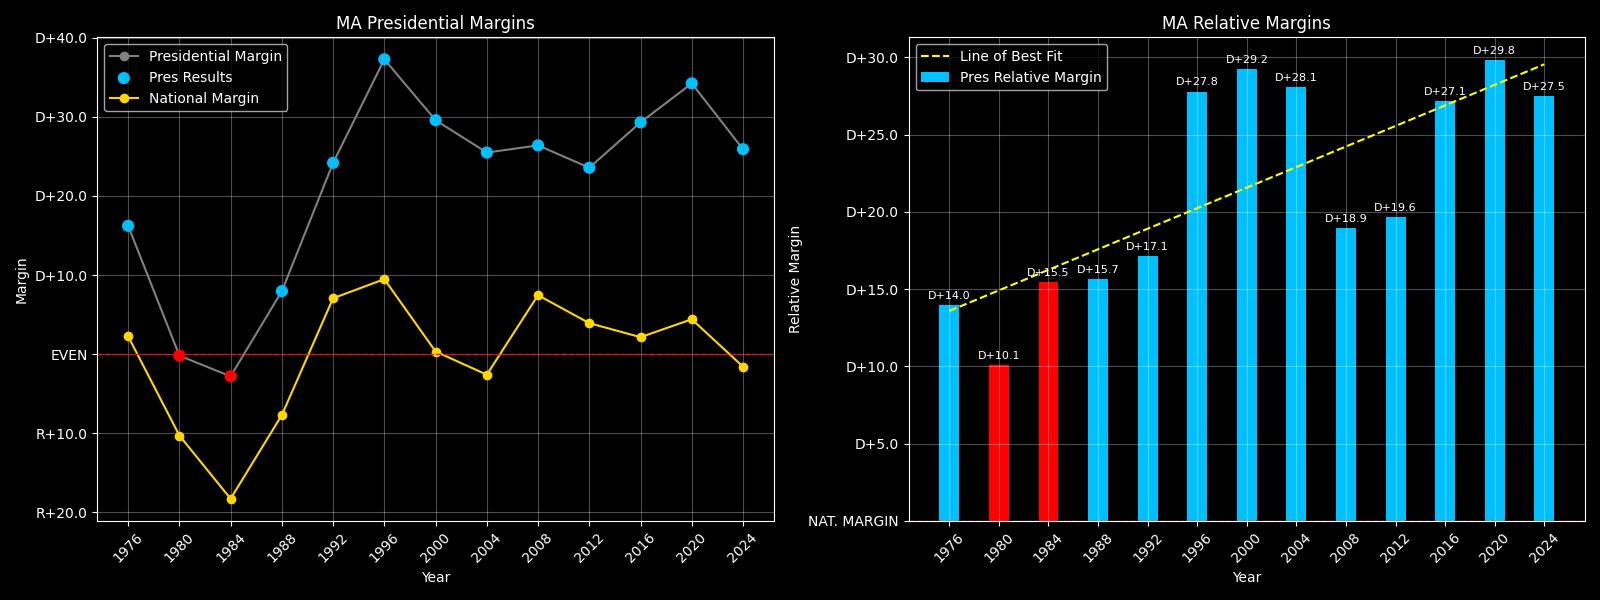 MA Presidential Margins
Presidential Margin
Pres Results
National Margin
D+40.0
D+30.0
D+20.0
D+10.0
EVEN
R+10.0
R+20.0
Margin
1976
1980
1984
1988
1992
1996
2000
2004
2008
2012
2016
2020
2024
Year
MA Relative Margins
Line of Best Fit
Pres Relative Margin
D+30.0
D+25.0
D+20.0
D+15.0
D+10.0
D+5.0
NAT. MARGIN
Relative Margin
D+14.0
D+10.1
D+15.5
D+15.7
D+17.1
D+27.8
D+29.2
D+28.1
D+18.9
D+19.6
D+27.1
D+29.8
D+27.5
1976
1980
1984
1988
1992
1996
2000
2004
2008
2012
2016
2020
2024
Year